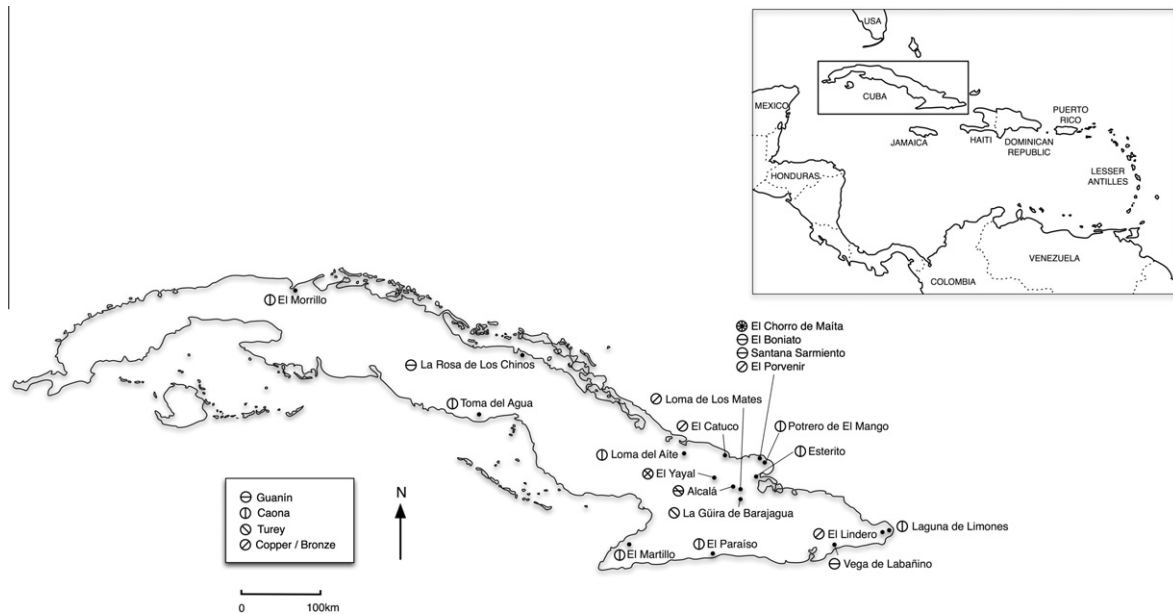 USA
CUBA
MEXICO
PUERTO
RICO
JAMAICA
HAITI
DOMINICAN
REPUBLIC
HONDURAS
LESSER
ANTILLES
VENEZUELA
COLOMBIA
El Morrillo
La Rosa de Los Chinos
Toma del Agua
El Chorro de Maíta
El Boniato
Santana Sarmiento
El Porvenir
Loma de Los Mates
El Catuco
Potrero de El Mango
Loma del Aite
Esterito
El Yayal
Alcalá
La Güira de Barajagua
Laguna de Limones
El Lindero
El Martillo
El Paraíso
Vega de Labañino
Guanín
Caona
Turey
Copper / Bronze
N
0 100km